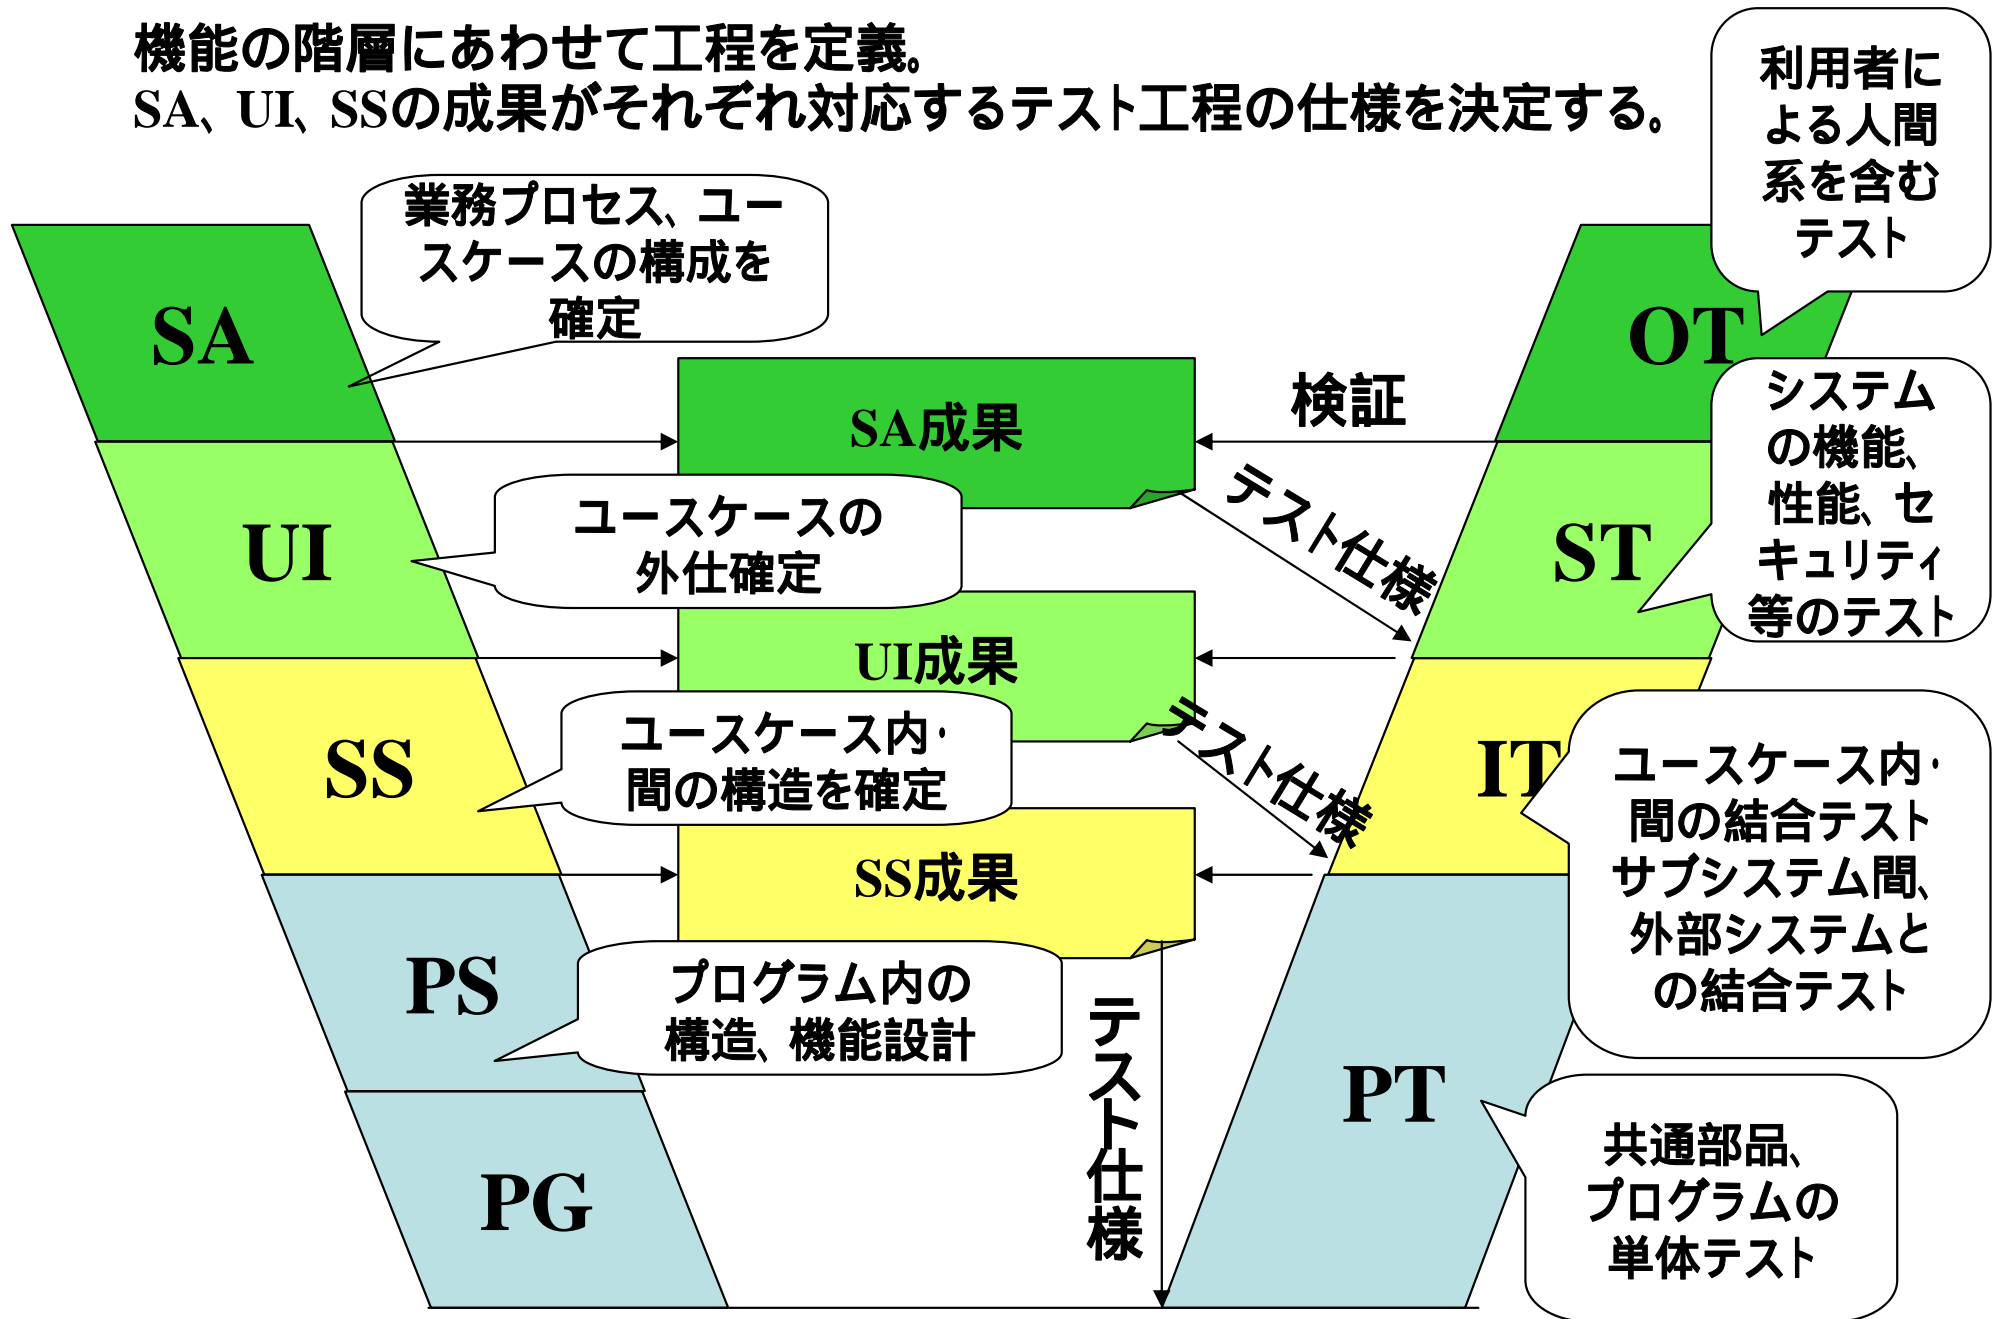 機能の階層にあわせて工程を定義。
SA、UI、SSの成果がそれぞれ対応するテスト工程の仕様を決定する。
利用者に
よる人間
系を含む
テスト
業務プロセス、ユー
スケースの構成を
確定
SA
OT
SA成果
検証
システム
の機能、
性能、セ
キュリティ
等のテスト
テスト仕様
UI
ユースケースの
外仕確定
ST
UI成果
テスト仕様
SS
ユースケース内・
間の構造を確定
IT
ユースケース内・
間の結合テスト
サブシステム間、
外部システムと
の結合テスト
SS成果
PS
プログラム内の
構造、機能設計
テスト仕様
PT
共通部品、
プログラムの
単体テスト
PG